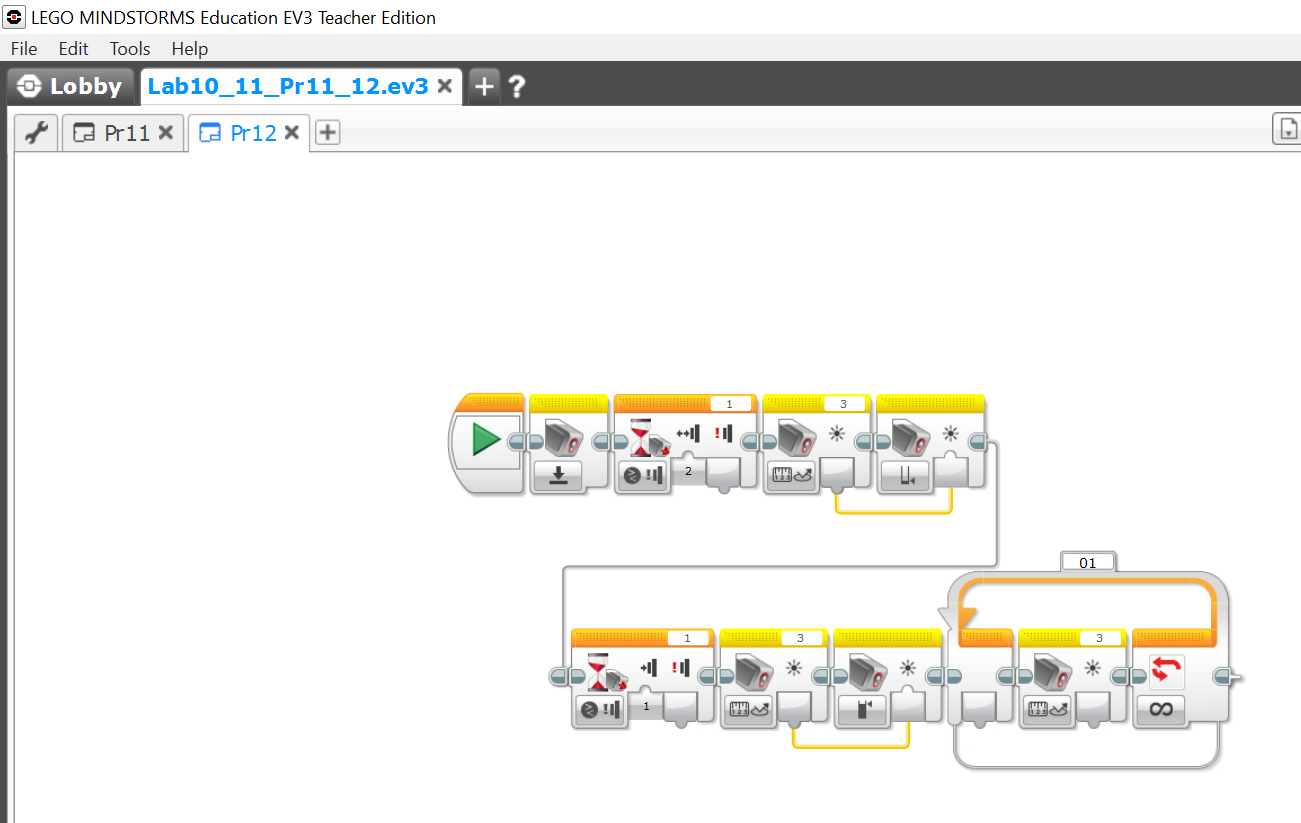 LEGO MINDSTORMS Education EV3 Teacher Edition
File Edit Tools Help
Lobby Lab10_11_Pr11_12.ev3 + ?
Pr11 Pr12 +
1 3
2
01
1 3 3
1